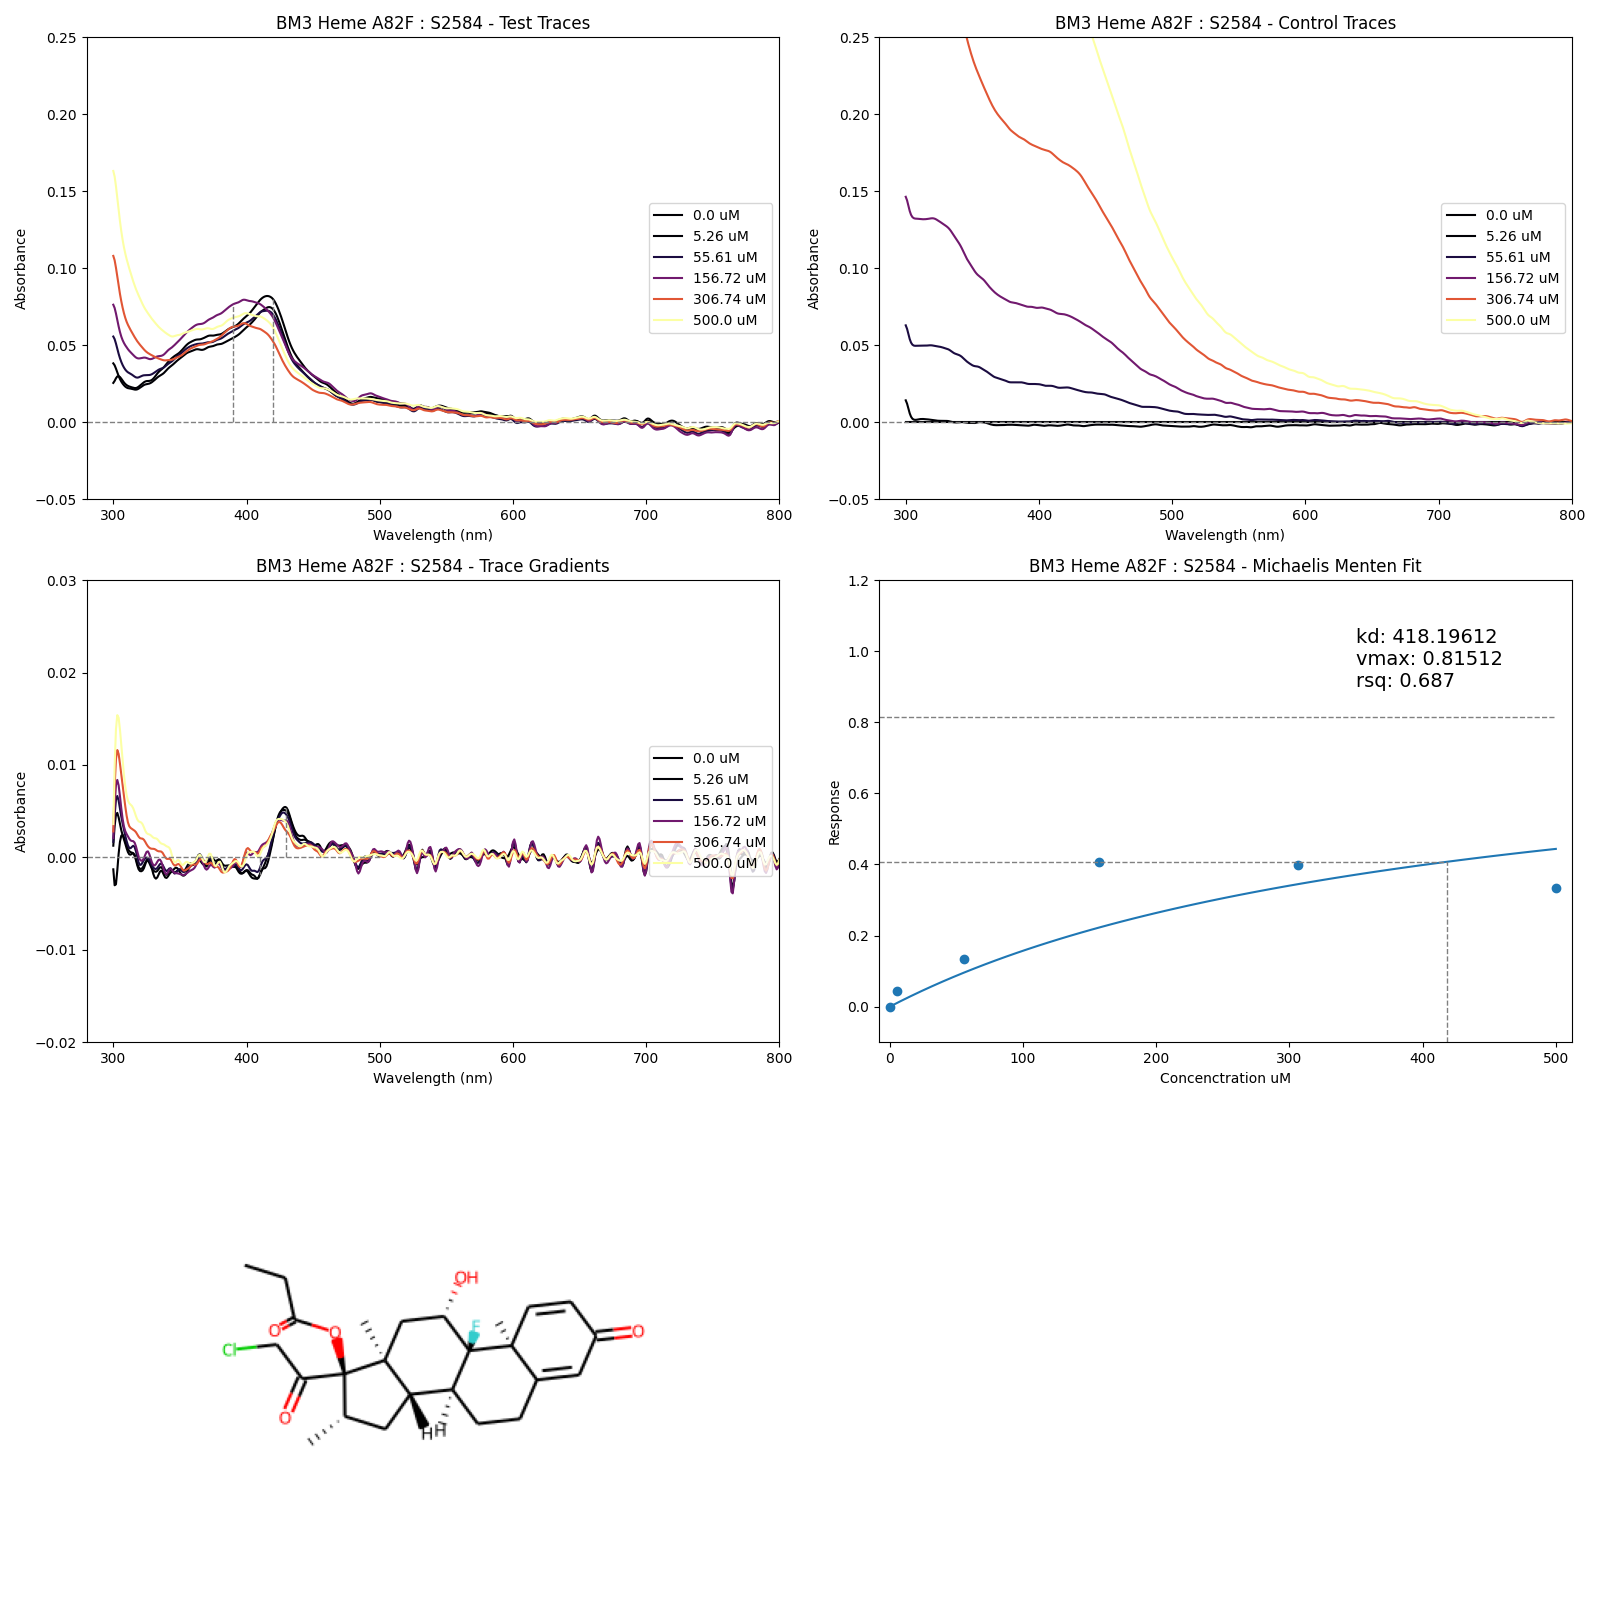 BM3 Heme A82F : S2584 - Test Traces
Absorbance
0.25
0.20
0.15
0.10
0.05
0.00
−0.05
0.0 uM
5.26 uM
55.61 uM
156.72 uM
306.74 uM
500.0 uM
300 400 500 600 700 800
Wavelength (nm)
BM3 Heme A82F : S2584 - Control Traces
Absorbance
0.25
0.20
0.15
0.10
0.05
0.00
−0.05
0.0 uM
5.26 uM
55.61 uM
156.72 uM
306.74 uM
500.0 uM
300 400 500 600 700 800
Wavelength (nm)
BM3 Heme A82F : S2584 - Trace Gradients
Absorbance
0.03
0.02
0.01
0.00
−0.01
−0.02
0.0 uM
5.26 uM
55.61 uM
156.72 uM
306.74 uM
500.0 uM
300 400 500 600 700 800
Wavelength (nm)
BM3 Heme A82F : S2584 - Michaelis Menten Fit
Response
1.2
1.0
0.8
0.6
0.4
0.2
0.0
kd: 418.19612
vmax: 0.81512
rsq: 0.687
0 100 200 300 400 500
Concenctration uM
OH
F
O
O
O
Cl
O
H
H